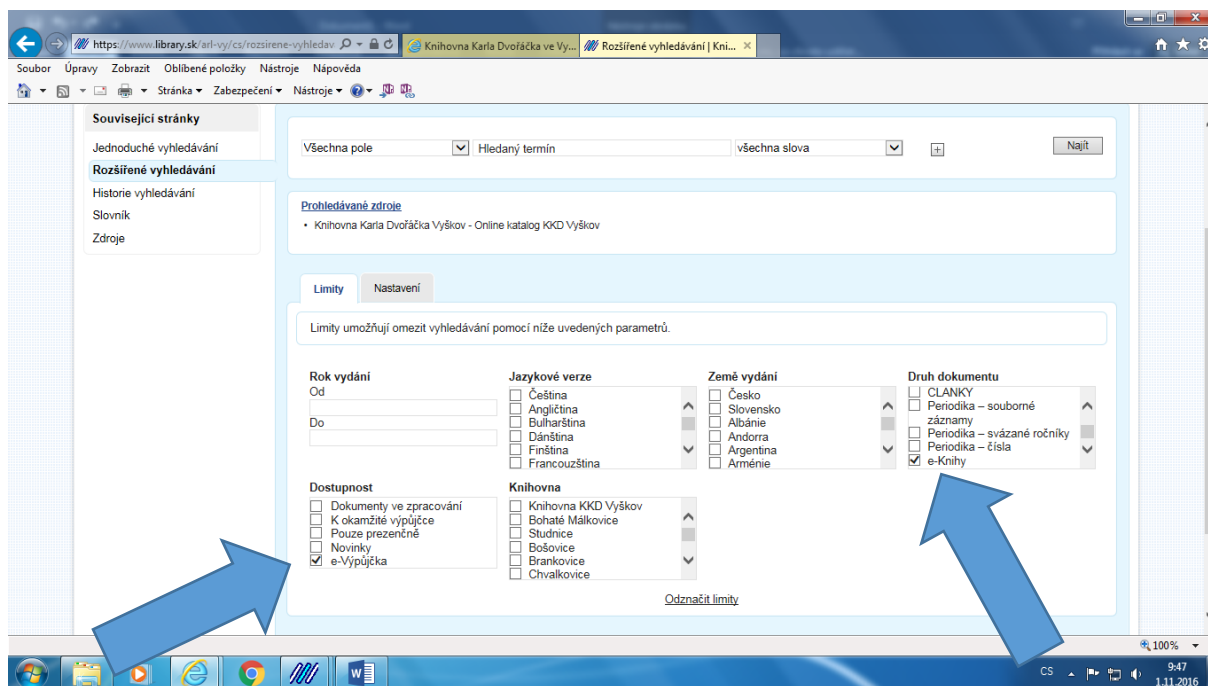 https://www.library.sk/arl-vy/cs/rozsirene-vyhledav
Knihovna Karla Dvořáčka ve Vy...
Rozšířené vyhledávání | Kni...
Soubor Úpravy Zobrazit Oblíbené položky Nástroje Nápověda
Stránka Zabezpečení Nástroje
Související stránky
Jednoduché vyhledávání
Rozšířené vyhledávání
Historie vyhledávání
Slovník
Zdroje
Všechna pole Hledaný termín všechna slova Najít
Prohledávané zdroje
• Knihovna Karla Dvořáčka Vyškov - Online katalog KKD Vyškov
Limity Nastavení
Limity umožňují omezit vyhledávání pomocí níže uvedených parametrů.
Rok vydání
Od
Do
Jazykové verze
Čeština
Angličtina
Bulharština
Dánština
Finština
Francouzština
Země vydání
Česko
Slovensko
Albánie
Andorra
Argentina
Arménie
Druh dokumentu
CLANKY
Periodika – souborné
záznamy
Periodika – svázané ročníky
Periodika – čísla
e-Knihy
Dostupnost
Dokumenty ve zpracování
K okamžité výpůjčce
Pouze prezenčně
Novinky
e-Výpůjčka
Knihovna
Knihovna KKD Vyškov
Bohaté Málkovice
Studnice
Bošovice
Brankovice
Chvalkovice
Odznačit limity
100%
CS
9:47
1.11.2016